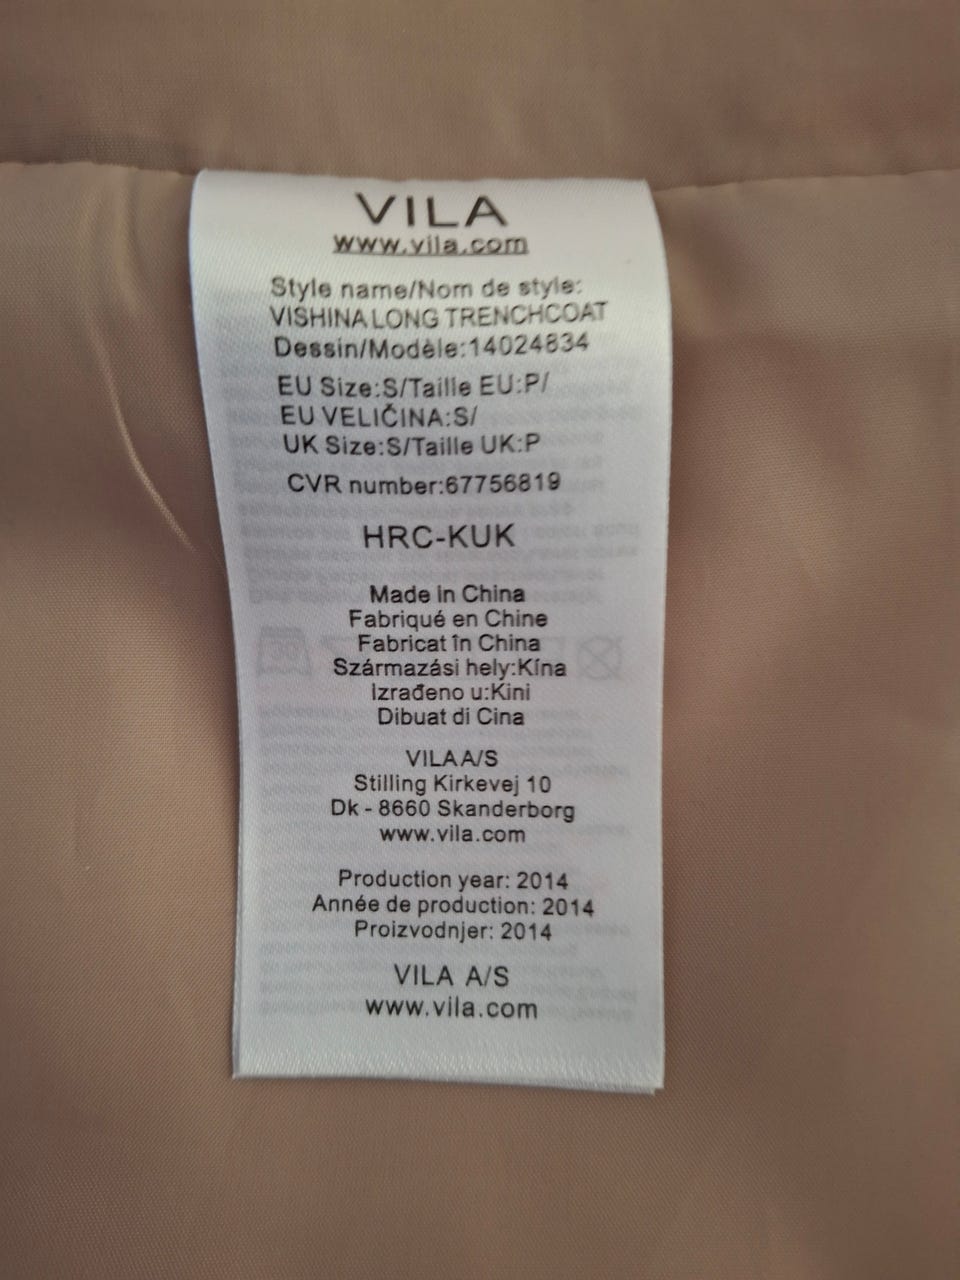 VILA
www.vila.com
Style name/Nom de style:
VISHINA LONG TRENCHCOAT
Dessin/Modèle:14024834
EU Size:S/Taille EU:P/
EU VELIČINA:S/
UK Size:S/Taille UK:P
CVR number:67756819
HRC-KUK
Made in China
Fabriqué en Chine
Fabricat în China
Származási hely:Kína
Izrađeno u:Kini
Dibuat di Cina
VILA A/S
Stilling Kirkevej 10
Dk - 8660 Skanderborg
www.vila.com
Production year: 2014
Année de production: 2014
Proizvodnjer: 2014
VILA A/S
www.vila.com